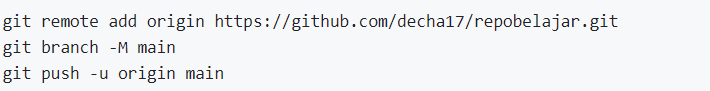 git remote add origin https://github.com/decha17/repobelajar.git
git branch -M main
git push -u origin main